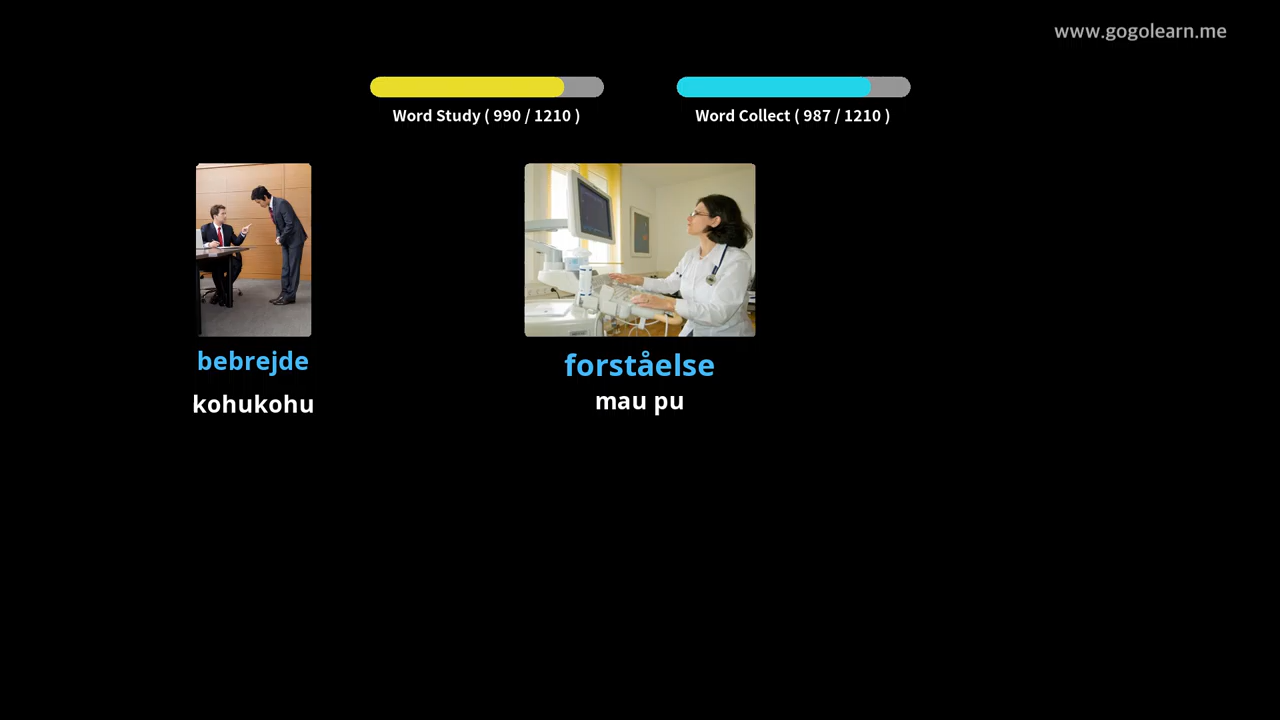 www.gogolearn.me
Word Study ( 990 / 1210 )
Word Collect ( 987 / 1210 )
bebrejde
kohukohu
forståelse
mau pu